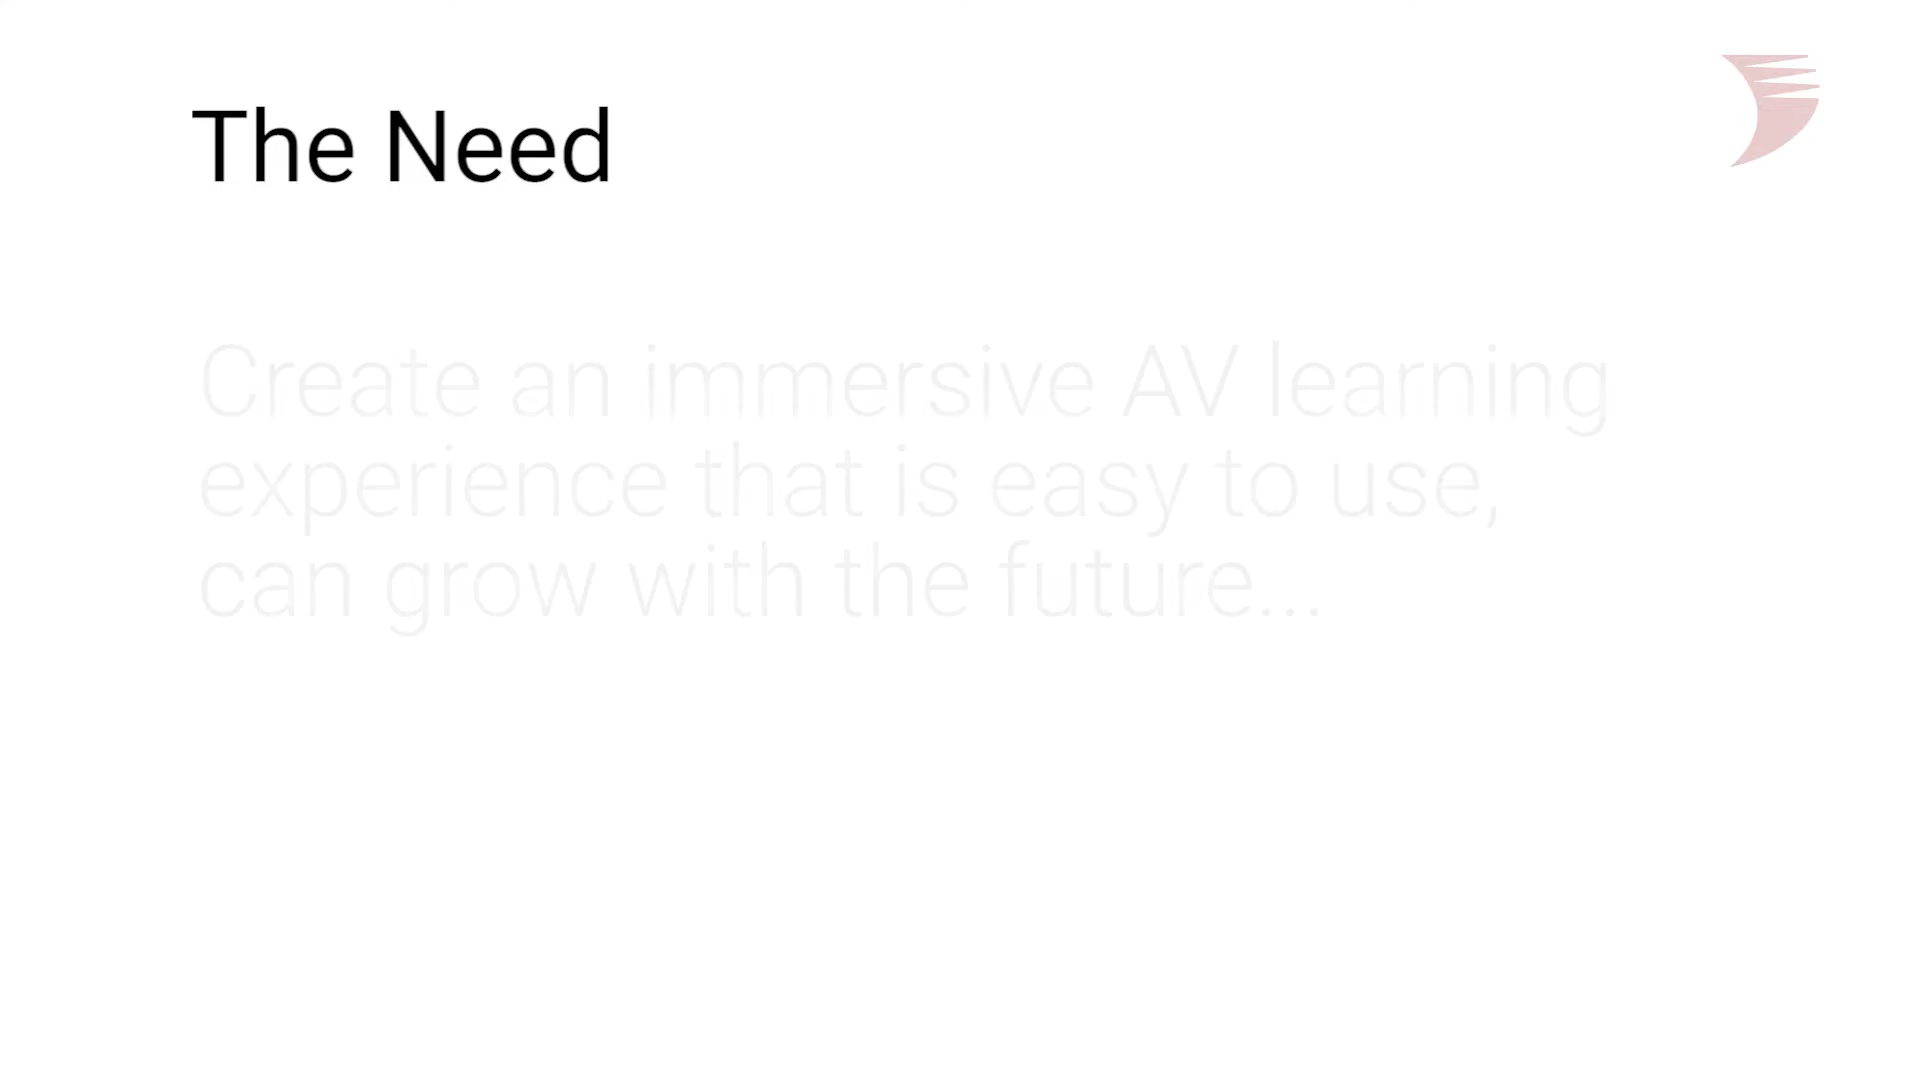 The Need
Create an immersive AV learning
experience that is easy to use,
can grow with the future...